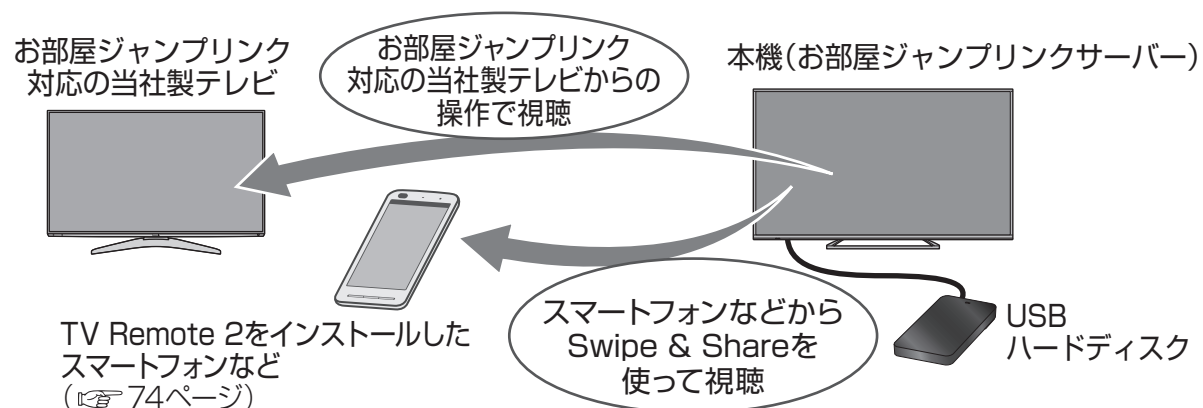 お部屋ジャンプリンク
対応の当社製テレビ
お部屋ジャンプリンク
対応の当社製テレビからの
操作で視聴
本機(お部屋ジャンプリンクサーバー)
TV Remote 2をインストールした
スマートフォンなど
(☞74ページ)
スマートフォンなどから
Swipe & Shareを
使って視聴
USB
ハードディスク